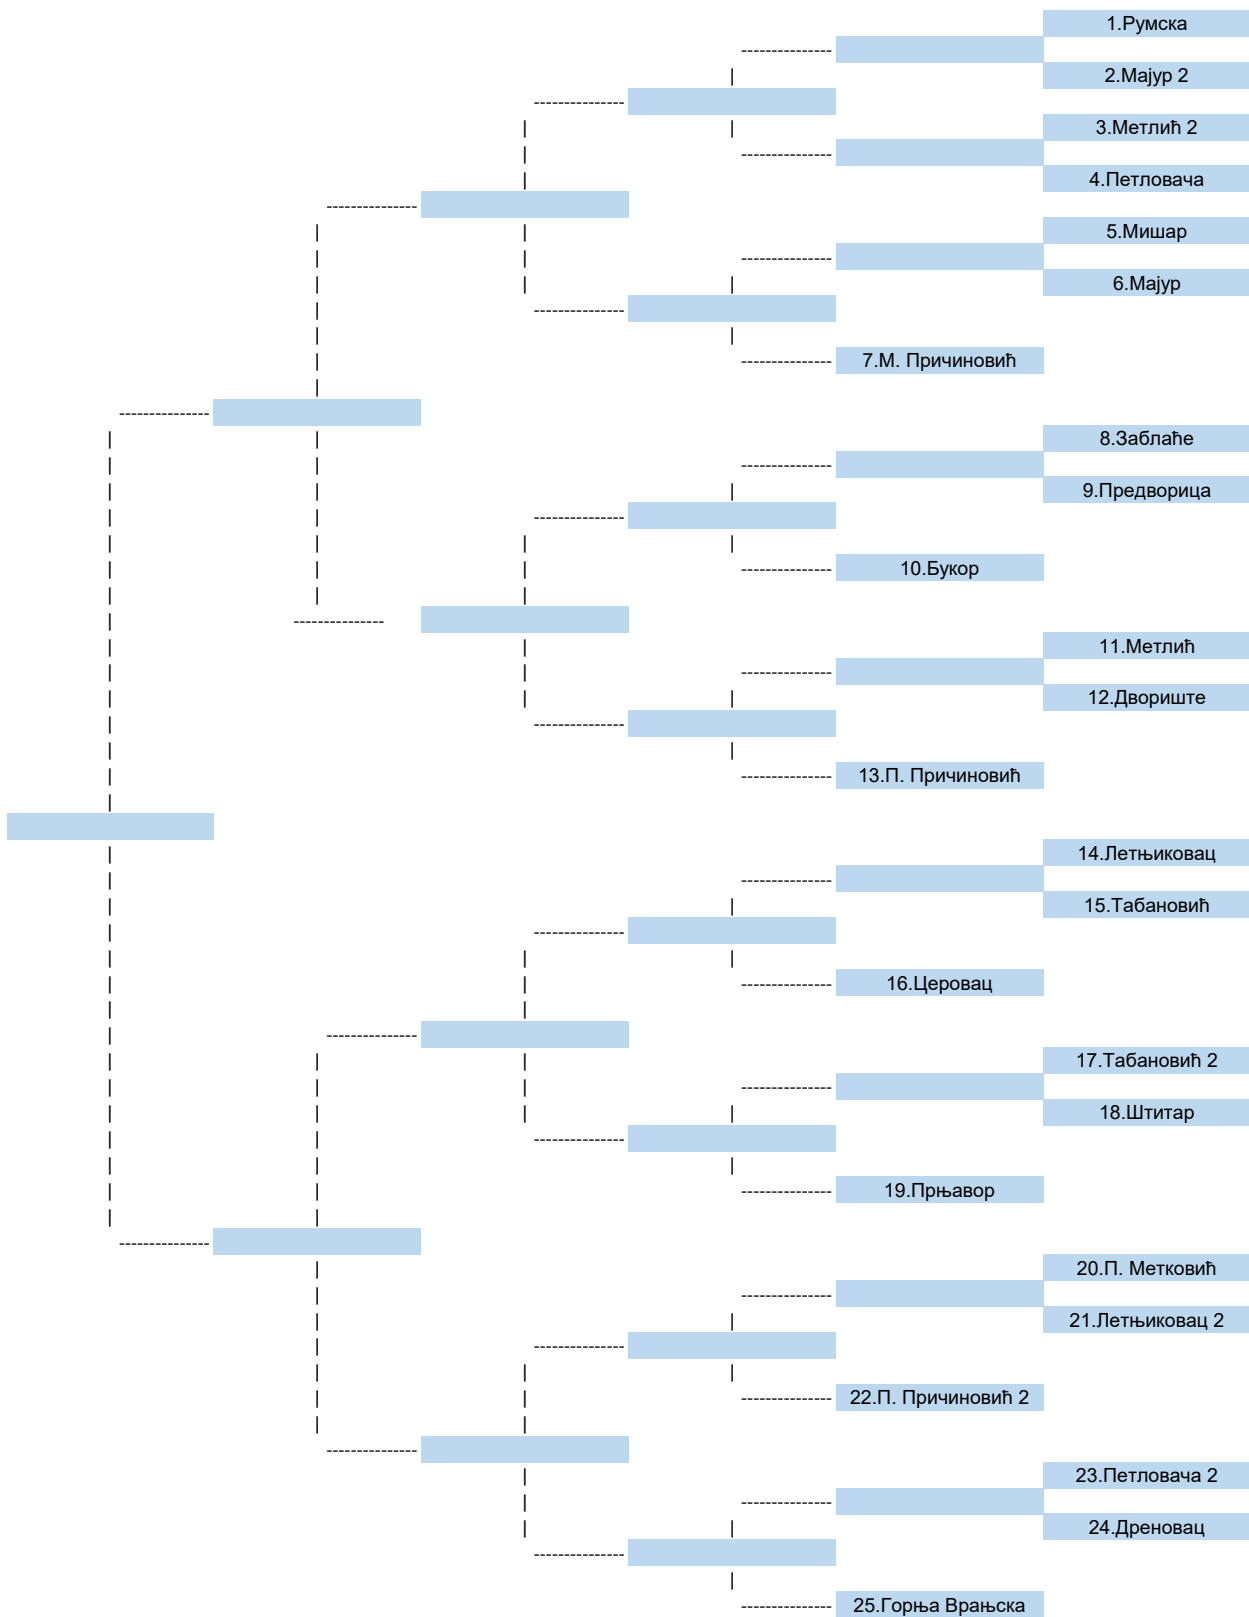 1.Румска
2.Мајур 2
3.Метлић 2
4.Петловача
5.Мишар
6.Мајур
7.М. Причиновић
8.Заблаће
9.Предворица
10.Букор
11.Метлић
12.Двориште
13.П. Причиновић
14.Летњиковац
15.Табановић
16.Церовац
17.Табановић 2
18.Штитар
19.Прњавор
20.П. Метковић
21.Летњиковац 2
22.П. Причиновић 2
23.Петловача 2
24.Дреновац
25.Горња Врањска